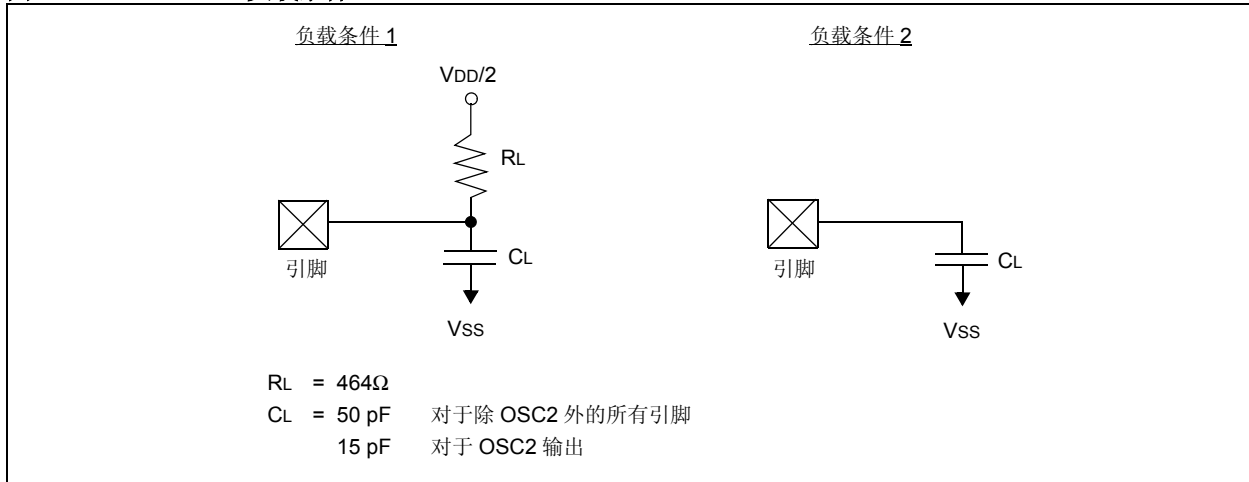 负载条件 1
负载条件 2
VDD/2
RL
CL
引脚
VSS
CL
引脚
VSS
RL = 464Ω
CL = 50 pF 对于除 OSC2 外的所有引脚
15 pF 对于 OSC2 输出